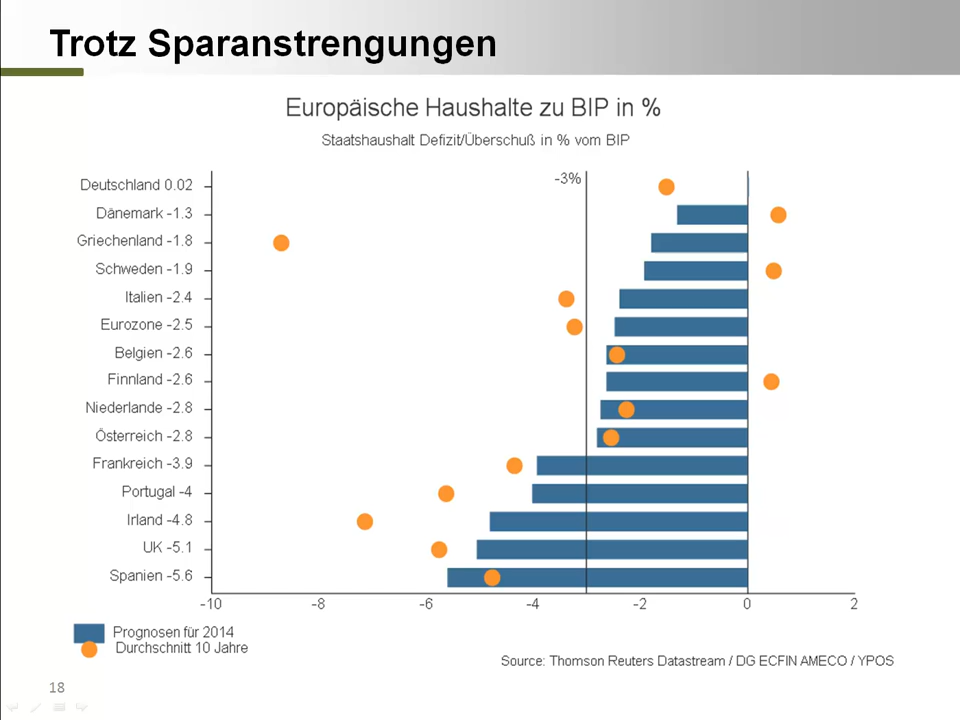 Trotz Sparanstrengungen
Europäische Haushalte zu BIP in %
Staatshaushalt Defizit/Überschuß in % vom BIP
-3%
Deutschland 0.02
Dänemark -1.3
Griechenland -1.8
Schweden -1.9
Italien -2.4
Eurozone -2.5
Belgien -2.6
Finnland -2.6
Niederlande -2.8
Österreich -2.8
Frankreich -3.9
Portugal -4
Irland -4.8
UK -5.1
Spanien -5.6
-10 -8 -6 -4 -2 0 2
Prognosen für 2014
Durchschnitt 10 Jahre
Source: Thomson Reuters Datastream / DG ECFIN AMECO / YPOS
18